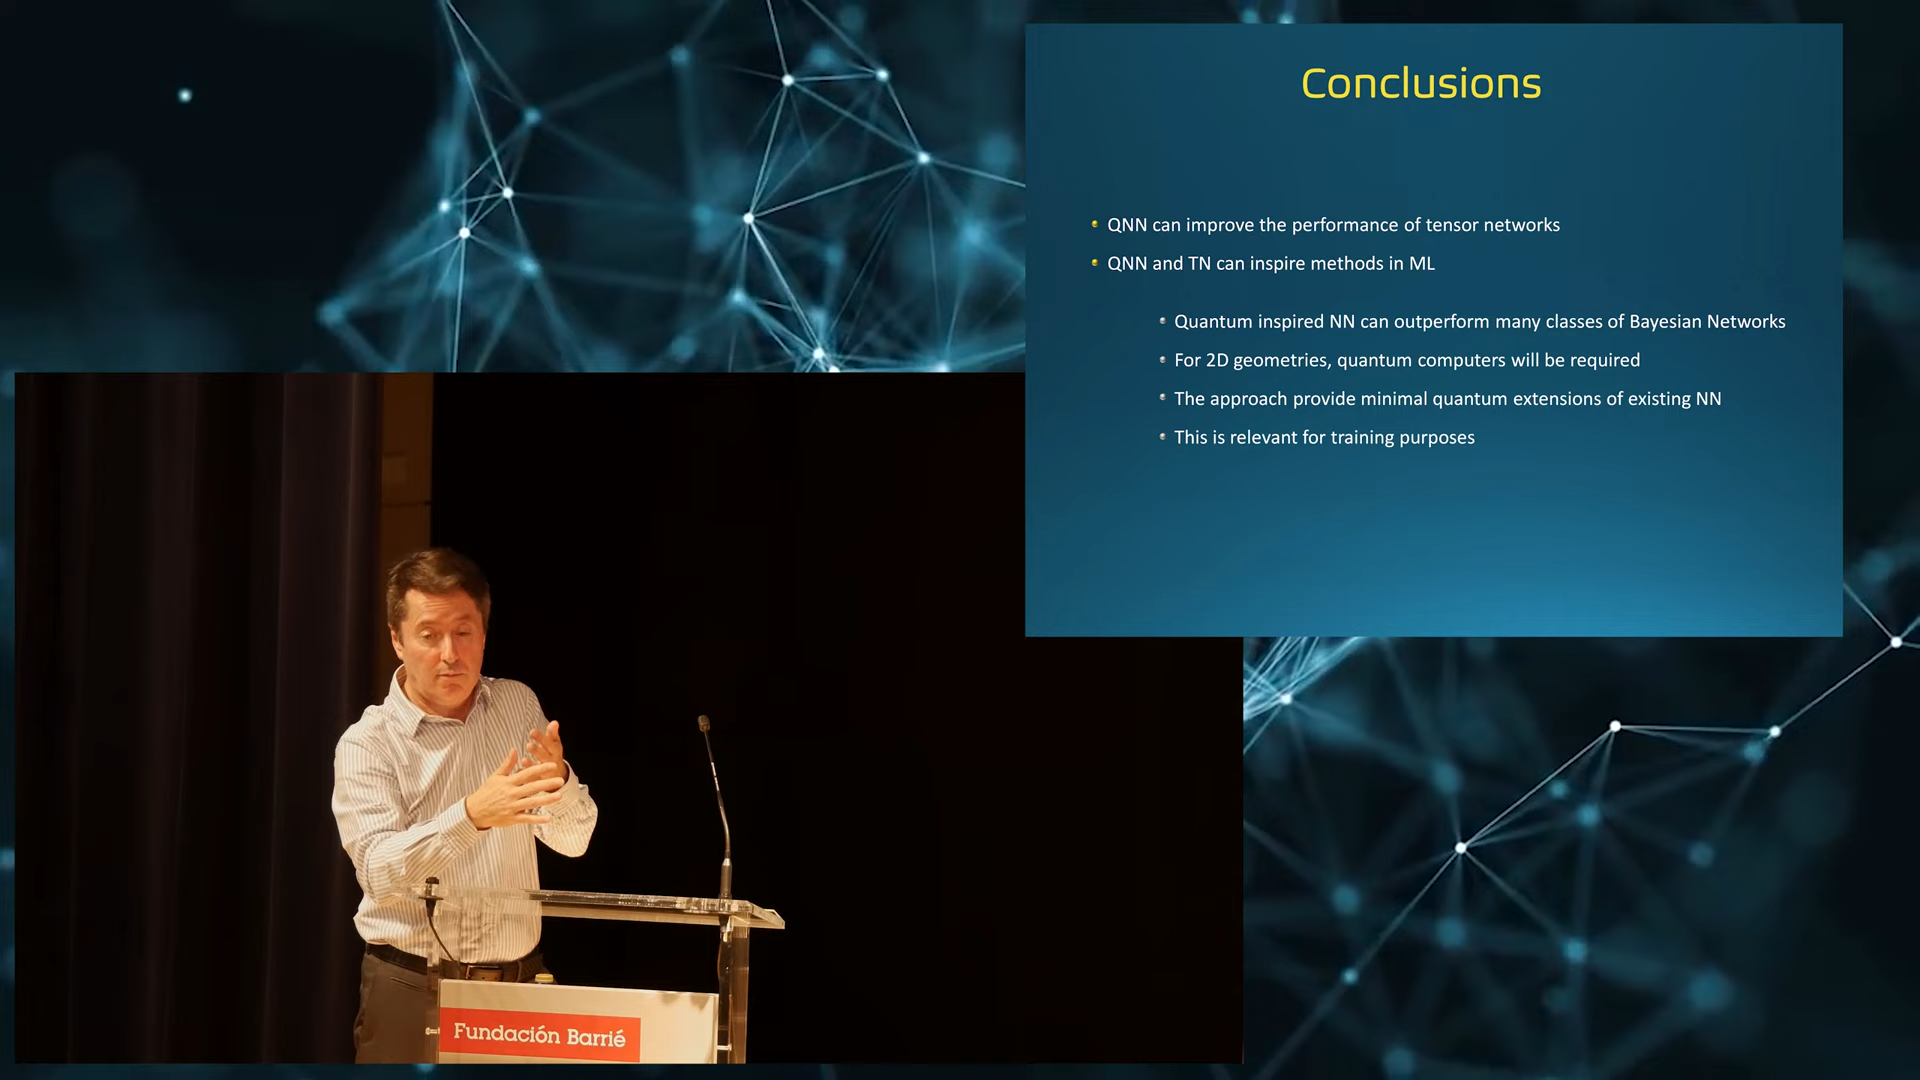 Conclusions
QNN can improve the performance of tensor networks
QNN and TN can inspire methods in ML
Quantum inspired NN can outperform many classes of Bayesian Networks
For 2D geometries, quantum computers will be required
The approach provide minimal quantum extensions of existing NN
This is relevant for training purposes
Fundación Barrié